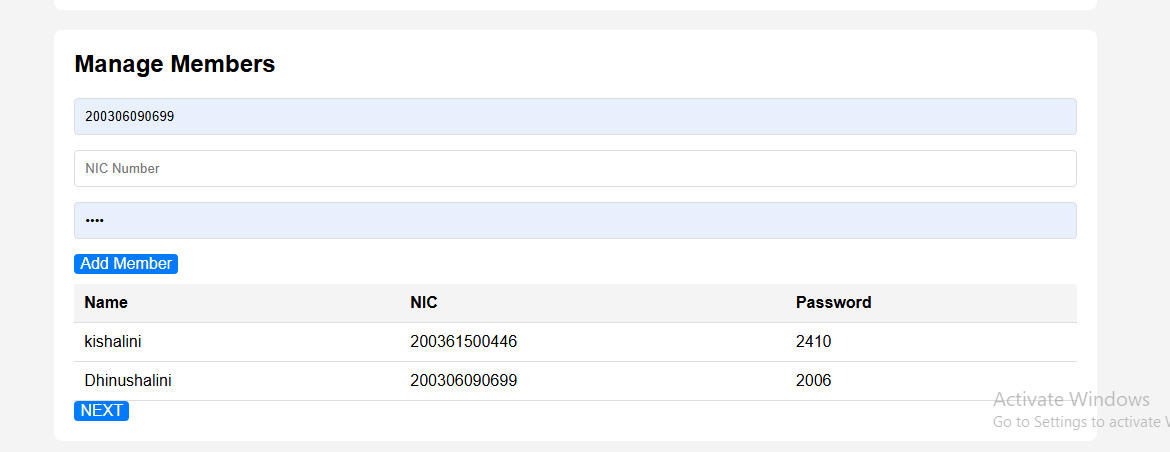 Manage Members
200306090699
NIC Number
••••
Add Member
Name NIC Password
kishalini 200361500446 2410
Dhinushalini 200306090699 2006
NEXT
Activate Windows
Go to Settings to activate W